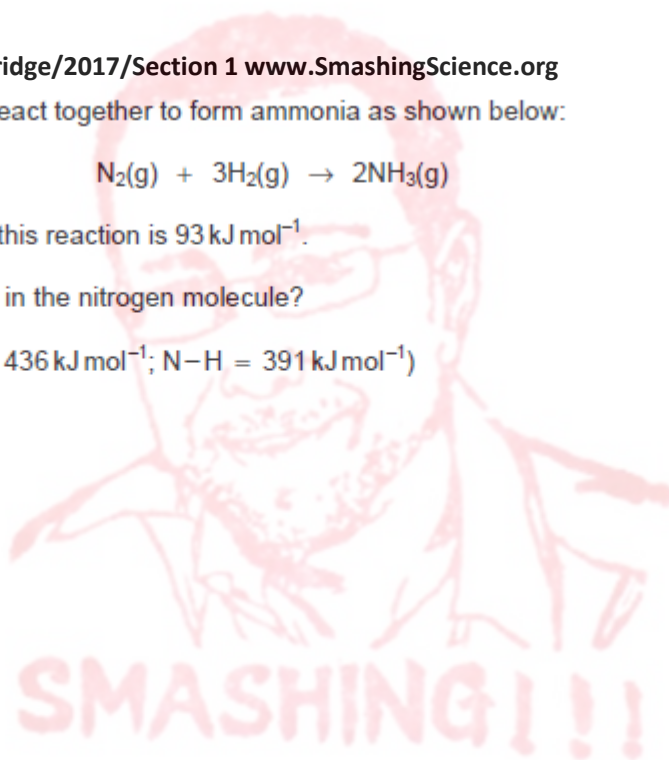 ridge/2017/Section 1 www.SmashingScience.org
eact together to form ammonia as shown below:
N₂(g) + 3H₂(g) → 2NH₃(g)
this reaction is 93 kJ mol⁻¹.
in the nitrogen molecule?
436 kJ mol⁻¹; N−H = 391 kJ mol⁻¹)
SMASHING!!!